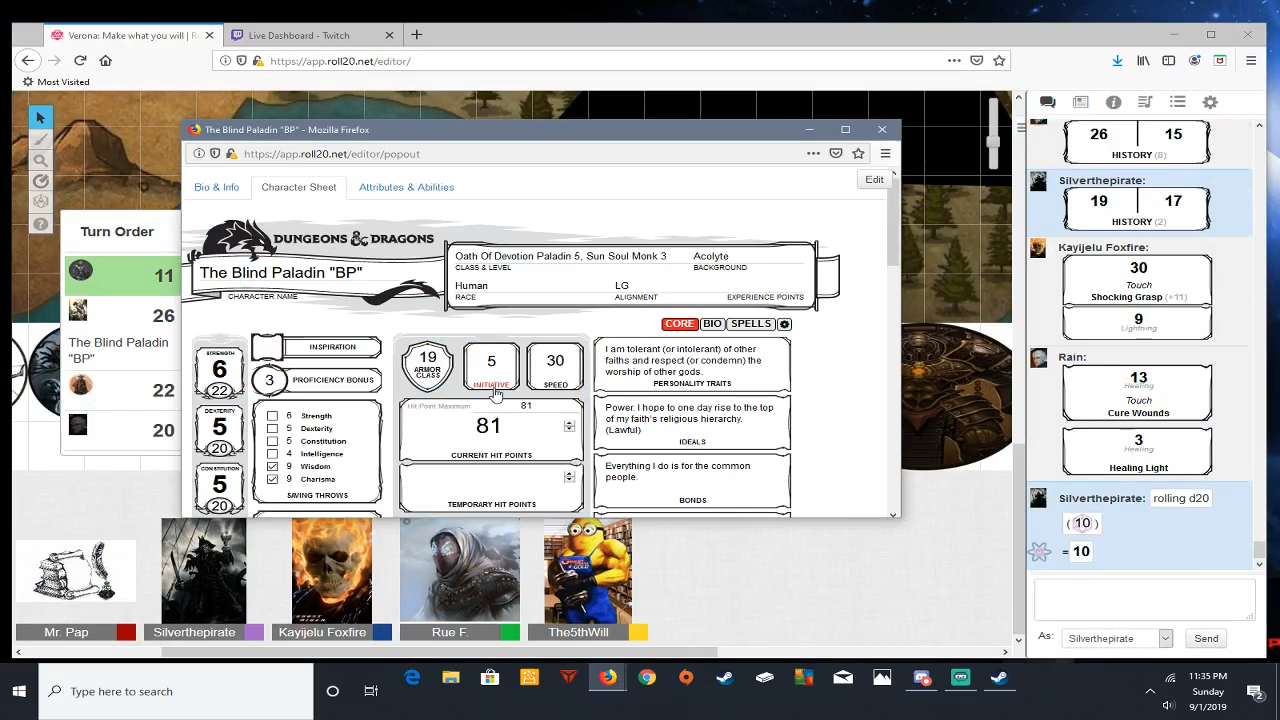 Verona: Make what you will | R
Live Dashboard - Twitch
https://app.roll20.net/editor/
Most Visited
The Blind Paladin "BP" - Mozilla Firefox
https://app.roll20.net/editor/popout
Bio & Info
Character Sheet
Attributes & Abilities
Edit
DUNGEONS & DRAGONS
The Blind Paladin "BP"
CHARACTER NAME
Oath Of Devotion Paladin 5, Sun Soul Monk 3
Acolyte
CLASS & LEVEL
BACKGROUND
Human
LG
RACE
ALIGNMENT
EXPERIENCE POINTS
CORE
BIO
SPELLS
STRENGTH
6
22
DEXTERITY
5
20
CONSTITUTION
5
20
INSPIRATION
3
PROFICIENCY BONUS
6 Strength
5 Dexterity
5 Constitution
4 Intelligence
9 Wisdom
9 Charisma
SAVING THROWS
19
ARMOR
CLASS
5
INITIATIVE
30
SPEED
Hit Point Maximum 81
81
CURRENT HIT POINTS
TEMPORARY HIT POINTS
I am tolerant (or intolerant) of other
faiths and respect (or condemn) the
worship of other gods.
PERSONALITY TRAITS
Power. I hope to one day rise to the top
of my faith's religious hierarchy.
(Lawful)
IDEALS
Everything I do is for the common
people.
BONDS
Turn Order
11
26
The Blind Paladin
"BP"
22
20
26 15
HISTORY (8)
Silverthepirate:
19 17
HISTORY (2)
Kayijelu Foxfire:
30
Touch
Shocking Grasp (+11)
9
Lightning
Rain:
13
Healing
Touch
Cure Wounds
3
Healing
Healing Light
Silverthepirate: rolling d20
(10)
= 10
As:
Silverthepirate
Send
Mr. Pap
Silverthepirate
Kayijelu Foxfire
Rue F.
The5thWill
Type here to search
11:35 PM
Sunday
9/1/2019
2